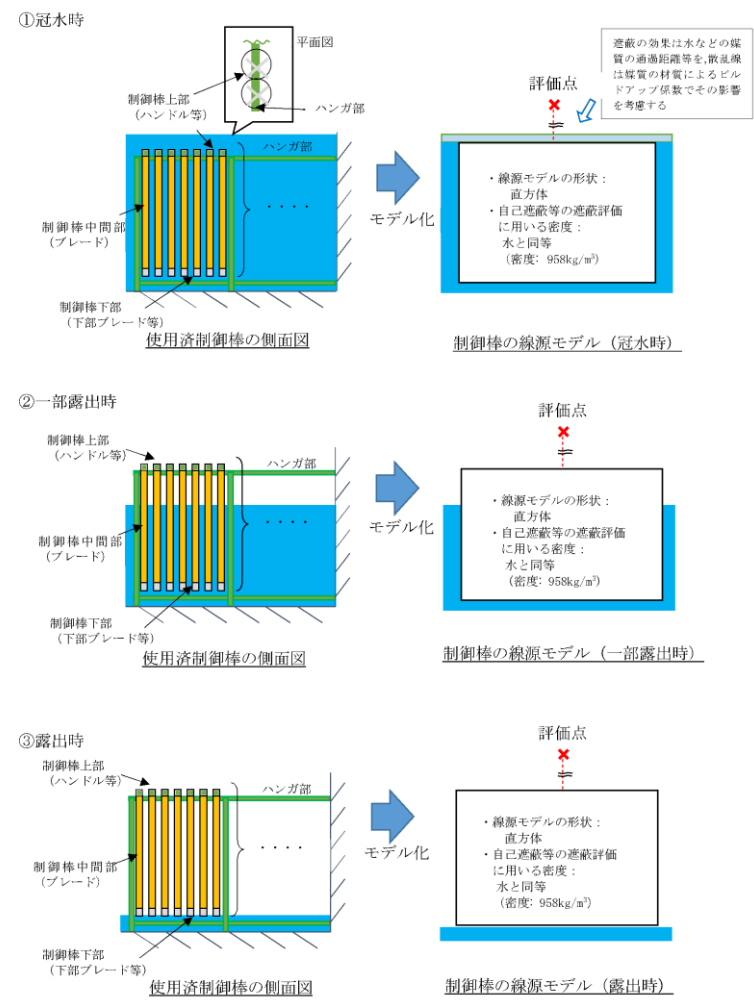 ①冠水時
平面図
ハンガ部
制御棒上部
(ハンドル等)
ハンガ部
制御棒中間部
(ブレード)
・・・・
制御棒下部
(下部ブレード等)
使用済制御棒の側面図
モデル化
遮蔽の効果は水などの媒
質の通過距離等を,散乱線
は媒質の材質によるビル
ドアップ係数でその影響
を考慮する
評価点
・線源モデルの形状:
直方体
・自己遮蔽等の遮蔽評価
に用いる密度:
水と同等
(密度: 958kg/m³)
制御棒の線源モデル(冠水時)
②一部露出時
制御棒上部
(ハンドル等)
ハンガ部
制御棒中間部
(ブレード)
・・・・
制御棒下部
(下部ブレード等)
使用済制御棒の側面図
モデル化
評価点
・線源モデルの形状:
直方体
・自己遮蔽等の遮蔽評価
に用いる密度:
水と同等
(密度: 958kg/m³)
制御棒の線源モデル(一部露出時)
③露出時
制御棒上部
(ハンドル等)
ハンガ部
制御棒中間部
(ブレード)
・・・・
制御棒下部
(下部ブレード等)
使用済制御棒の側面図
モデル化
評価点
・線源モデルの形状:
直方体
・自己遮蔽等の遮蔽評価
に用いる密度:
水と同等
(密度: 958kg/m³)
制御棒の線源モデル(露出時)